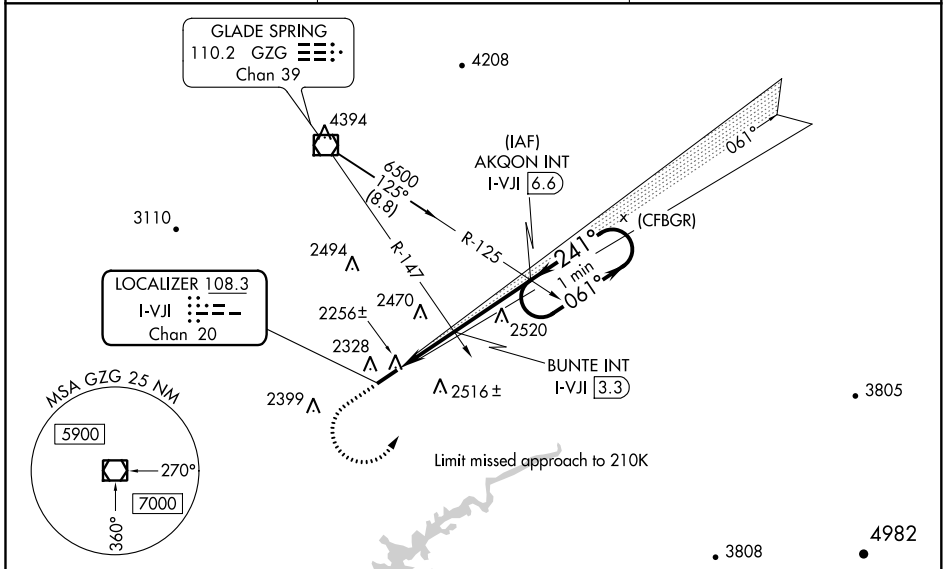 GLADE SPRING
110.2 GZG
Chan 39
4208
4394
(IAF)
AKQON INT
I-VJI 6.6
061°
6500
125°
(8.8)
R-125
x (CFBGR)
3110
241°
1 min
061°
R-147
2494
LOCALIZER 108.3
I-VJI
Chan 20
2470
2256±
2520
2328
BUNTE INT
I-VJI 3.3
2399
2516±
3805
MSA GZG 25 NM
5900
270°
7000
360°
Limit missed approach to 210K
4982
3808